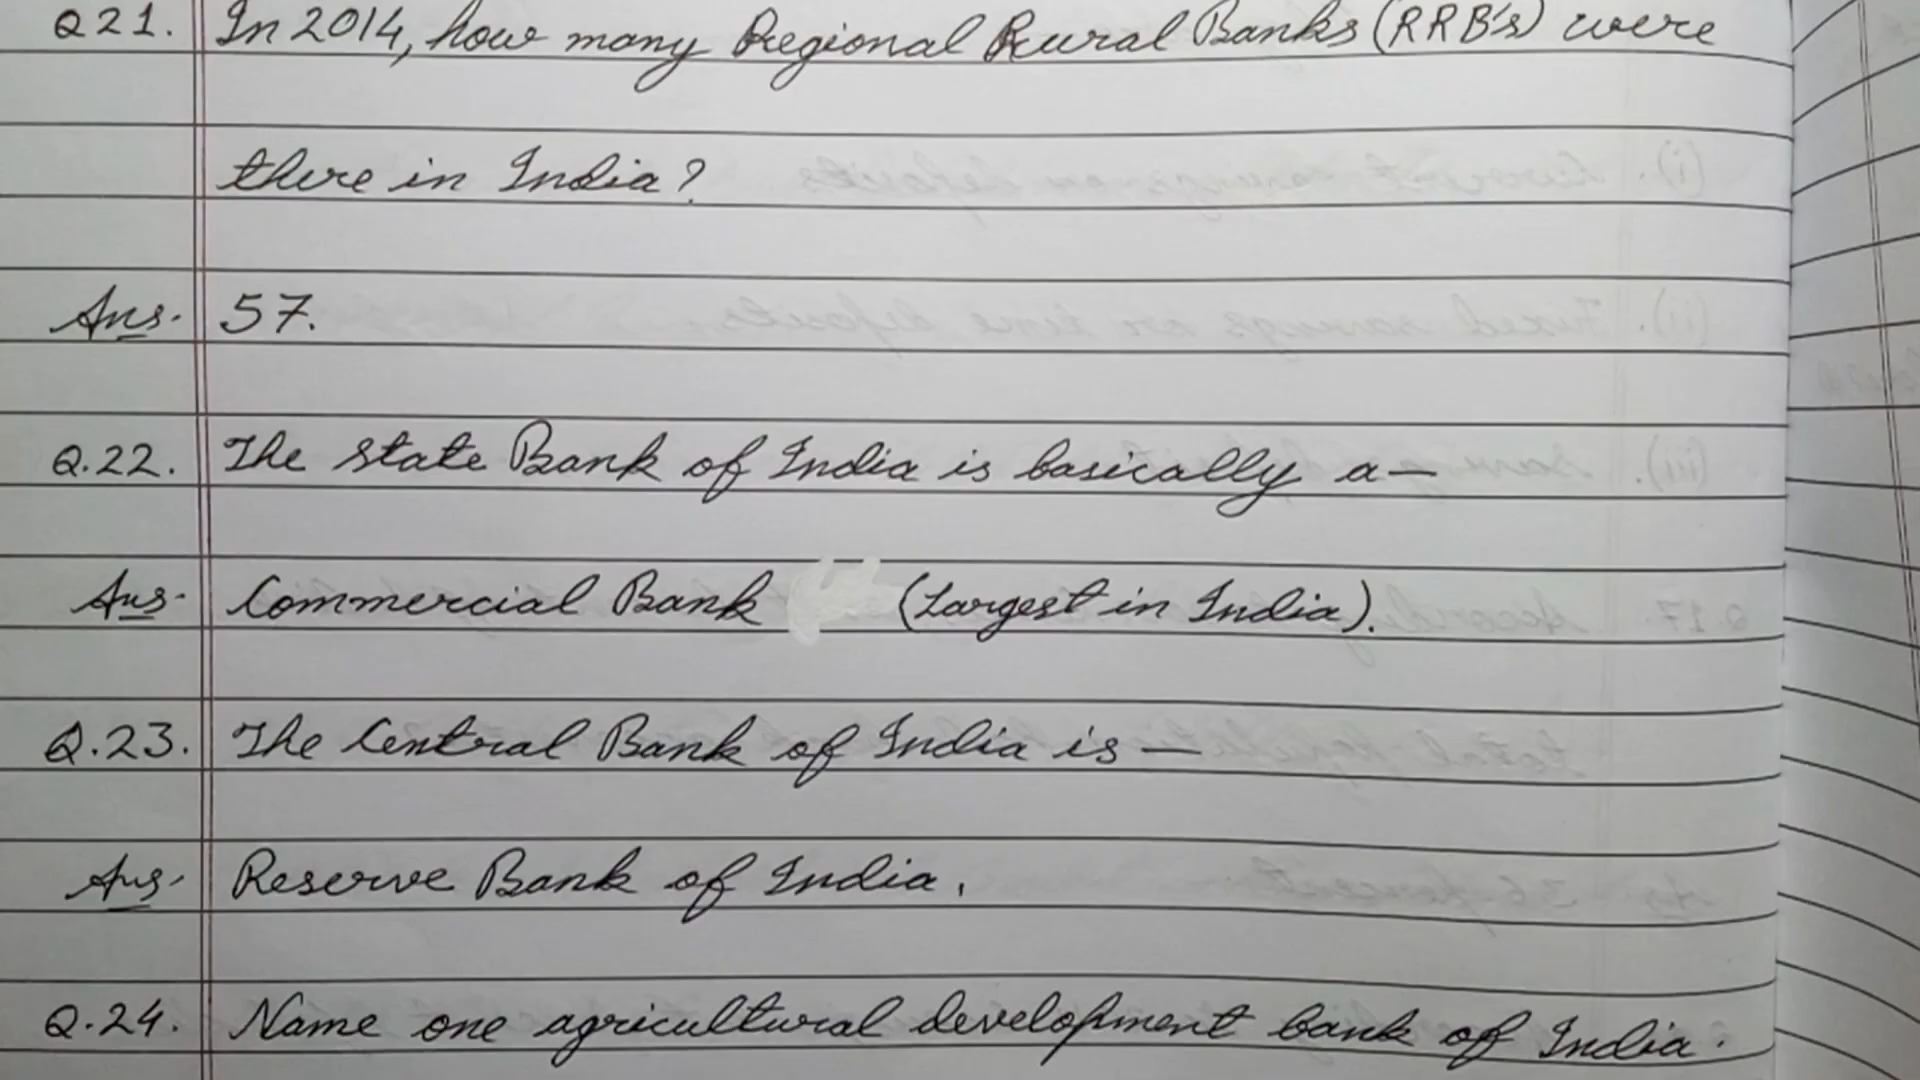 Q21. In 2014, how many Regional Rural Banks (RRB's) were
there in India?
Ans. 57.
Q.22. The State Bank of India is basically a—
Ans. Commercial Bank (Largest in India).
Q.23. The Central Bank of India is —
Ans. Reserve Bank of India.
Q.24. Name one agricultural development bank of India.